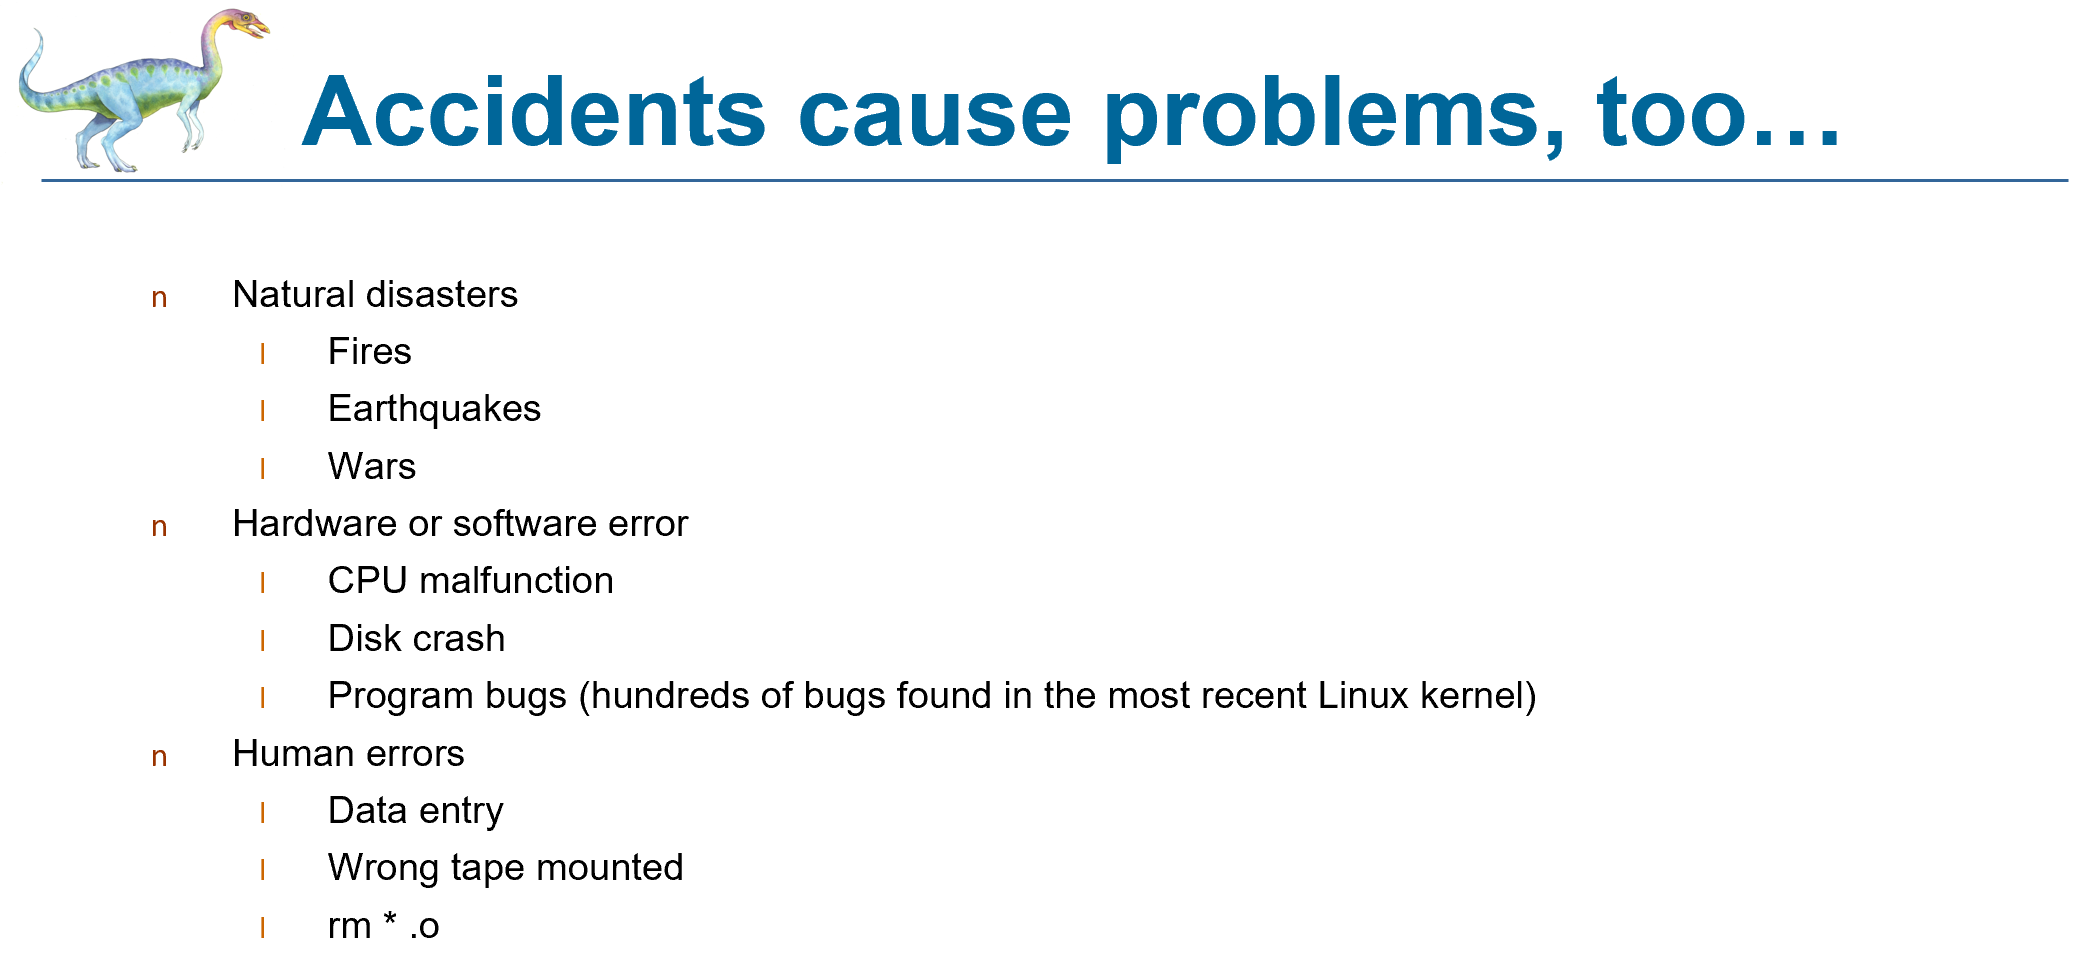 Accidents cause problems, too…
n Natural disasters
l Fires
l Earthquakes
l Wars
n Hardware or software error
l CPU malfunction
l Disk crash
l Program bugs (hundreds of bugs found in the most recent Linux kernel)
n Human errors
l Data entry
l Wrong tape mounted
l rm * .o